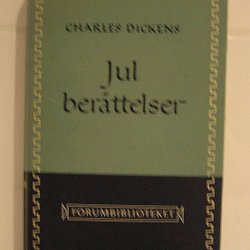 CHARLES DICKENS
Jul
berättelser
FORUMBIBLIOTEKET